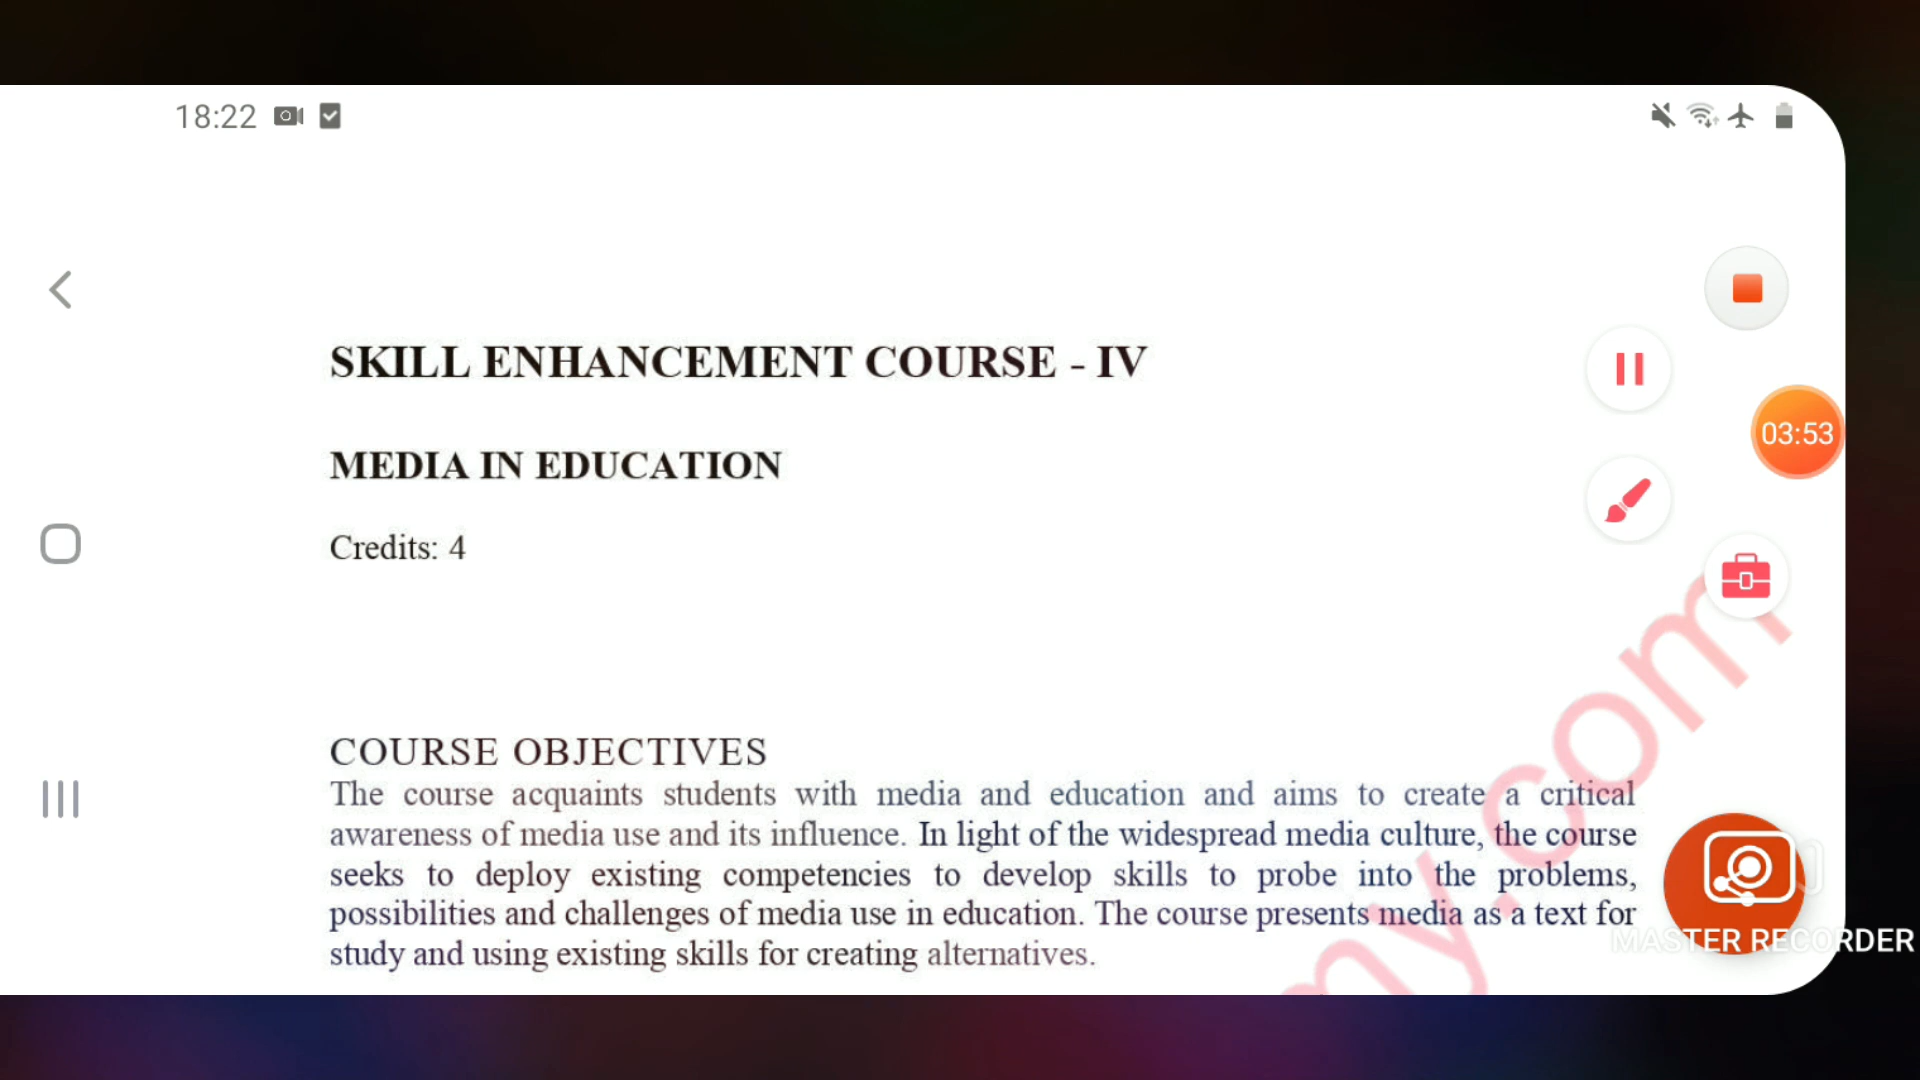 18:22
SKILL ENHANCEMENT COURSE - IV
03:53
MEDIA IN EDUCATION
Credits: 4
COURSE OBJECTIVES
The course acquaints students with media and education and aims to create a critical
awareness of media use and its influence. In light of the widespread media culture, the course
seeks to deploy existing competencies to develop skills to probe into the problems,
possibilities and challenges of media use in education. The course presents media as a text for
study and using existing skills for creating alternatives.
my.com
MASTER RECORDER